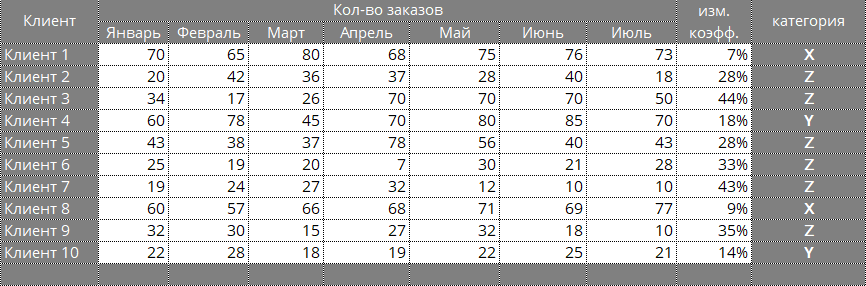 Клиент Кол-во заказов изм. коэфф. категория
Январь Февраль Март Апрель Май Июнь Июль
Клиент 1 70 65 80 68 75 76 73 7% X
Клиент 2 20 42 36 37 28 40 18 28% Z
Клиент 3 34 17 26 70 70 70 50 44% Z
Клиент 4 60 78 45 70 80 85 70 18% Y
Клиент 5 43 38 37 78 56 40 43 28% Z
Клиент 6 25 19 20 7 30 21 28 33% Z
Клиент 7 19 24 27 32 12 10 10 43% Z
Клиент 8 60 57 66 68 71 69 77 9% X
Клиент 9 32 30 15 27 32 18 10 35% Z
Клиент 10 22 28 18 19 22 25 21 14% Y